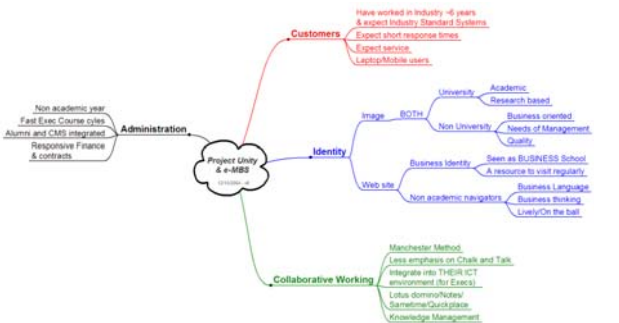 Have worked in Industry ~6 years
& expect Industry Standard Systems
Customers
Expect short response times
Expect service
Laptop/Mobile users
Non academic year
Fast Exec Course cyles
Alumni and CMS integrated
Responsive Finance
& contracts
Administration
Project Unity
& e-MBS
Identity
Image
BOTH
University
Academic
Research based
Non University
Business oriented
Needs of Management
Quality
Web site
Business Identity
Seen as BUSINESS School
A resource to visit regularly
Non academic navigators
Business Language
Business thinking
Lively/On the ball
Collaborative Working
Manchester Method
Less emphasis on Chalk and Talk
Integrate into THEIR ICT
environment (for Execs)
Lotus domino/Notes/
Sametime/Quickplace
Knowledge Management